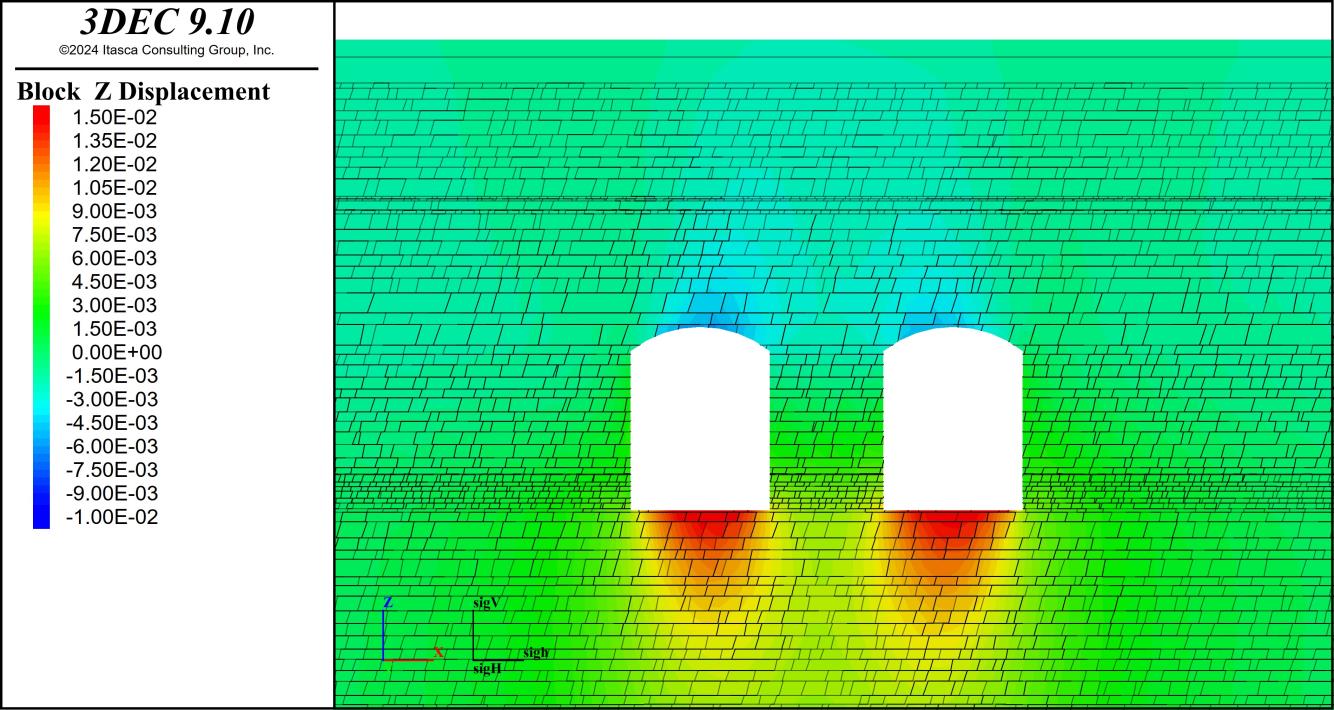 3DEC 9.10
©2024 Itasca Consulting Group, Inc.
Block Z Displacement
1.50E-02
1.35E-02
1.20E-02
1.05E-02
9.00E-03
7.50E-03
6.00E-03
4.50E-03
3.00E-03
1.50E-03
0.00E+00
-1.50E-03
-3.00E-03
-4.50E-03
-6.00E-03
-7.50E-03
-9.00E-03
-1.00E-02
Z
X
sigV
sigh
sigH